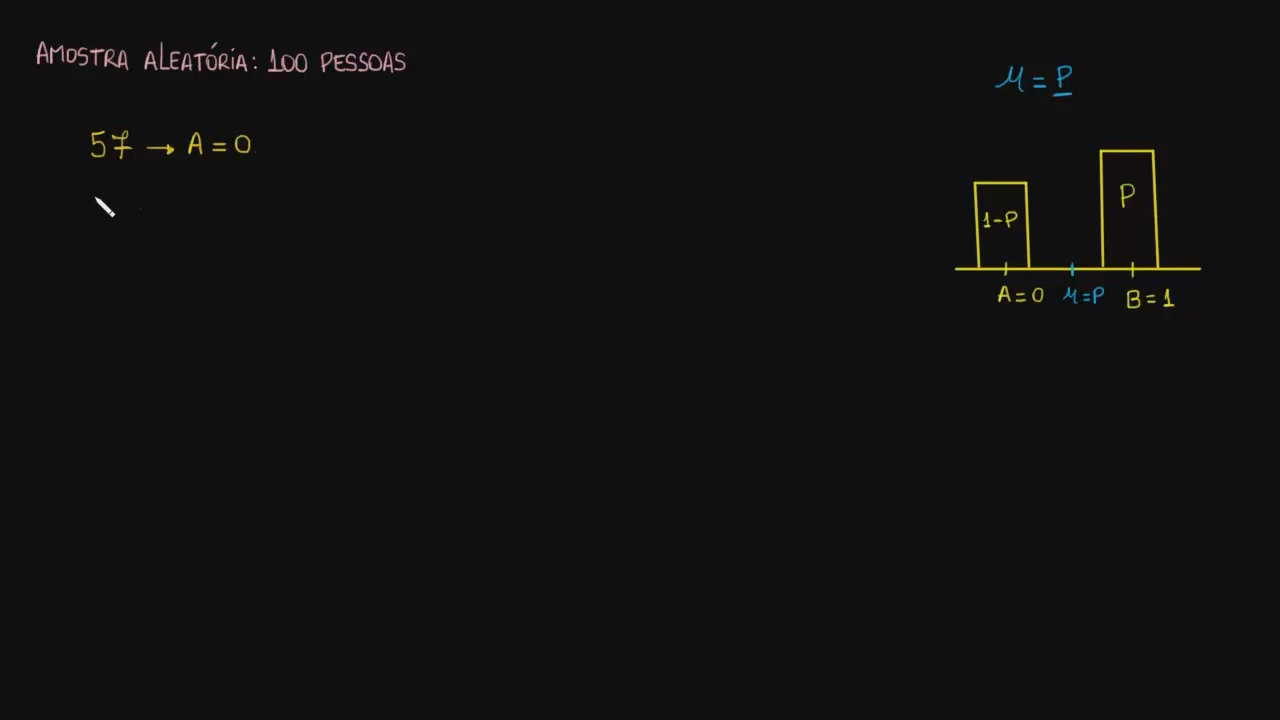 AMOSTRA ALEATÓRIA: 100 PESSOAS
57 → A = 0
μ = P
1-P
P
A = 0 μ=P B = 1